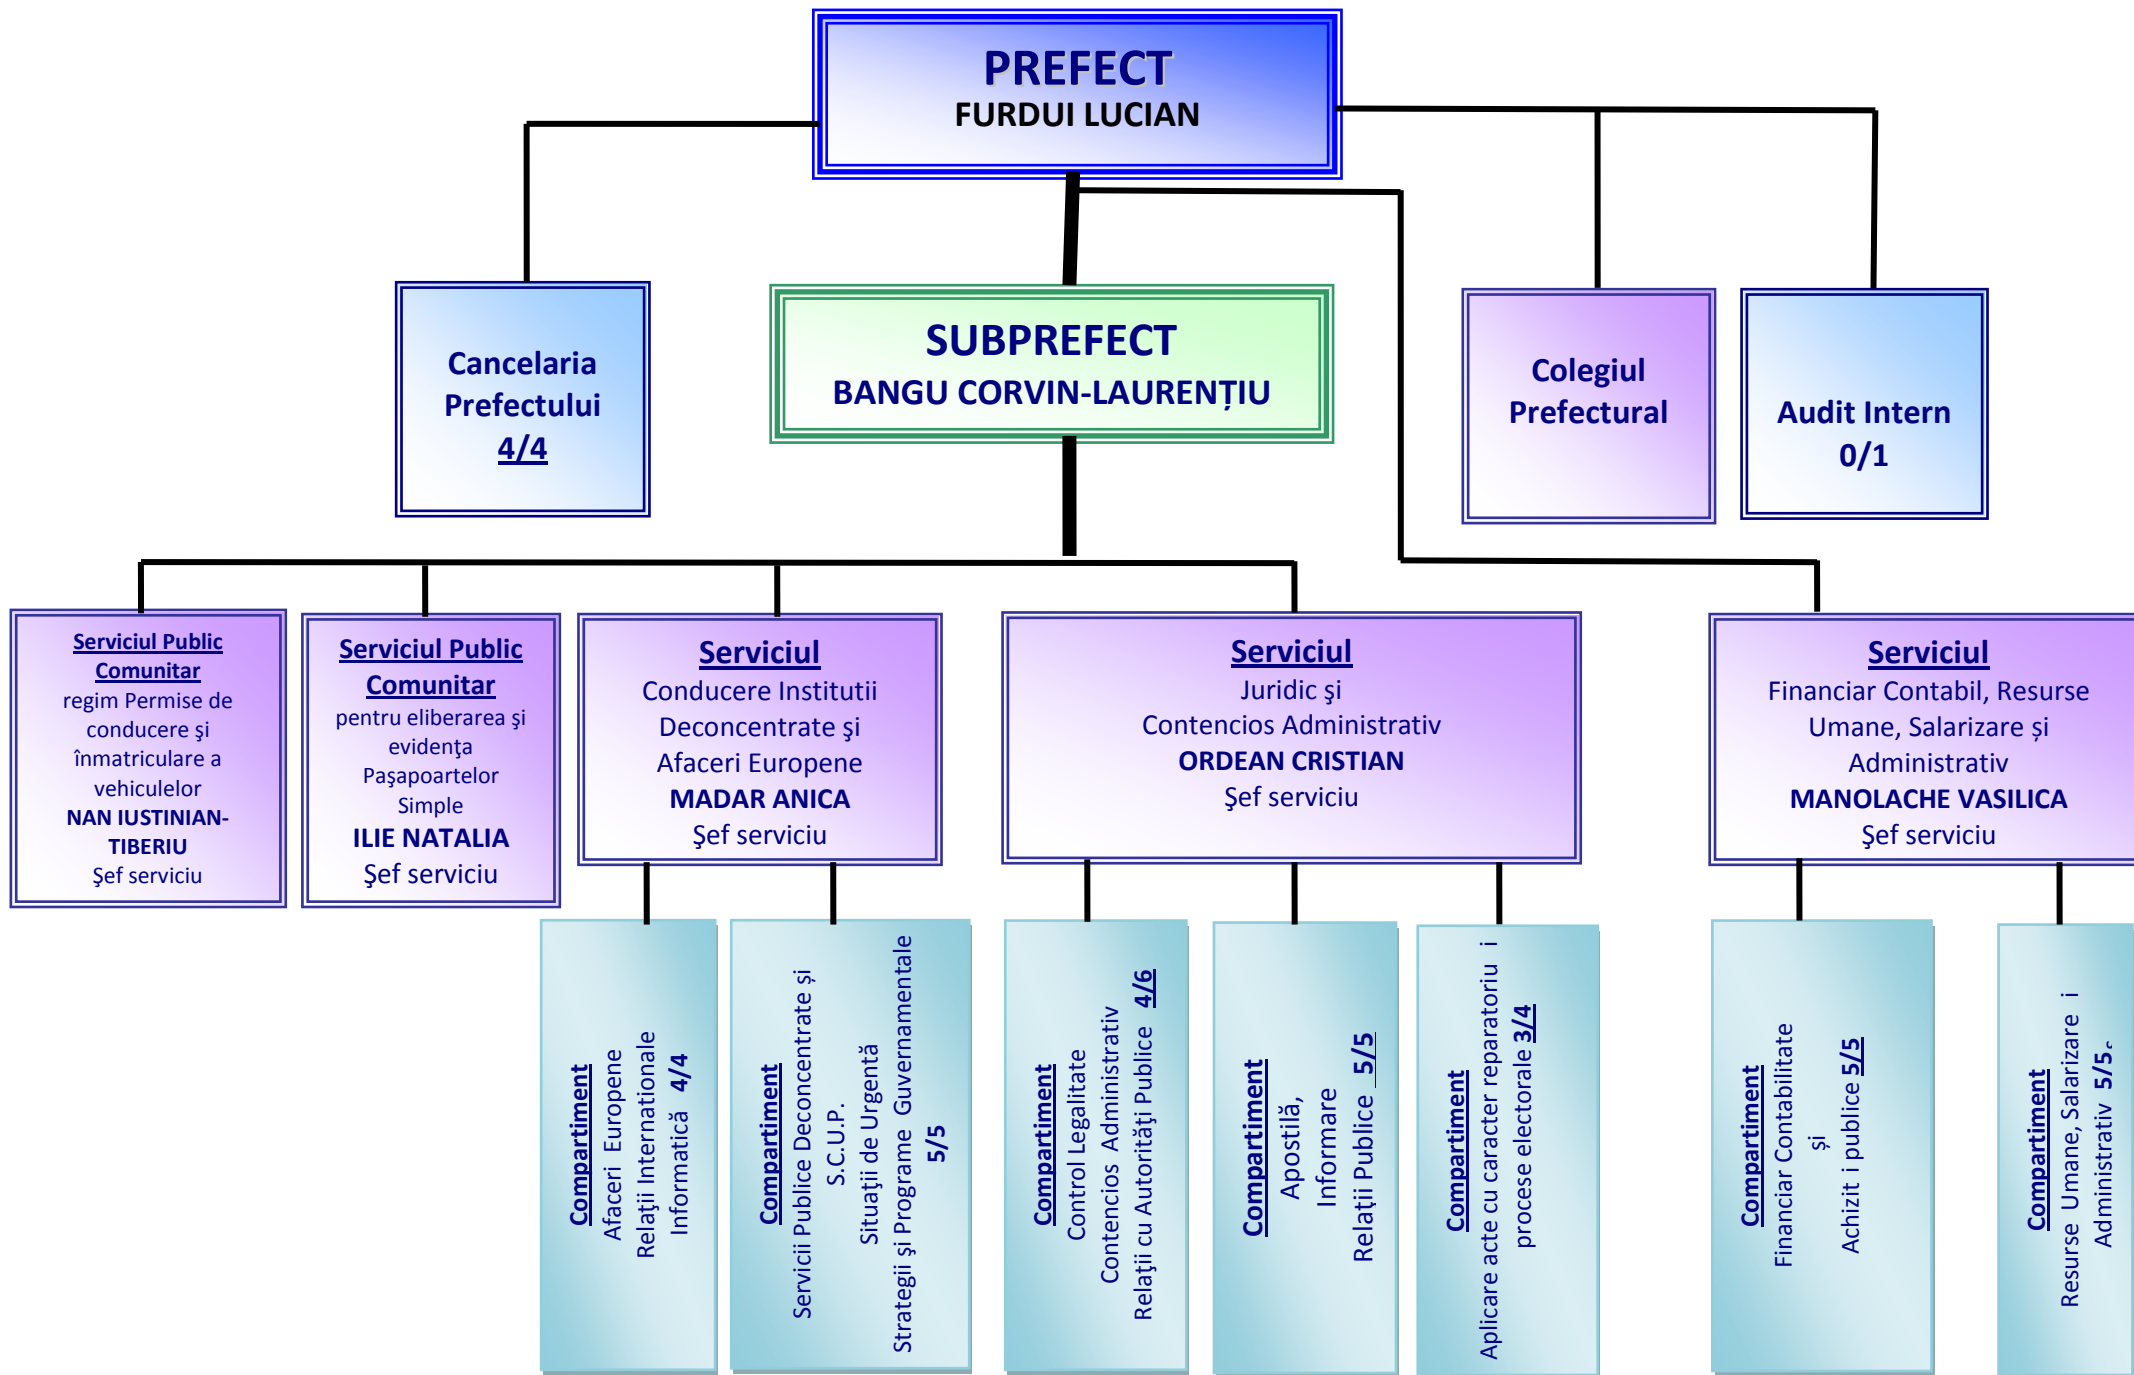 PREFECT
FURDUI LUCIAN
Cancelaria
Prefectului
4/4
SUBPREFECT
BANGU CORVIN-LAURENȚIU
Colegiul
Prefectural
Audit Intern
0/1
Serviciul Public
Comunitar
regim Permise de
conducere şi
înmatriculare a
vehiculelor
NAN IUSTINIAN-
TIBERIU
Şef serviciu
Serviciul Public
Comunitar
pentru eliberarea şi
evidenţa
Paşapoartelor
Simple
ILIE NATALIA
Şef serviciu
Serviciul
Conducere Institutii
Deconcentrate şi
Afaceri Europene
MADAR ANICA
Şef serviciu
Serviciul
Juridic şi
Contencios Administrativ
ORDEAN CRISTIAN
Şef serviciu
Serviciul
Financiar Contabil, Resurse
Umane, Salarizare și
Administrativ
MANOLACHE VASILICA
Şef serviciu
Compartiment
Afaceri Europene
Relaţii Internationale
Informatică 4/4
Compartiment
Servicii Publice Deconcentrate și
S.C.U.P.
Situaţii de Urgentă
Strategii şi Programe Guvernamentale
5/5
Compartiment
Control Legalitate
Contencios Administrativ
Relaţii cu Autorităţi Publice 4/6
Compartiment
Apostilă,
Informare
Relații Publice 5/5
Compartiment
Aplicare acte cu caracter reparatoriu i
procese electorale 3/4
Compartiment
Financiar Contabilitate
și
Achizit i publice 5/5
Compartiment
Resurse Umane, Salarizare i
Administrativ 5/5